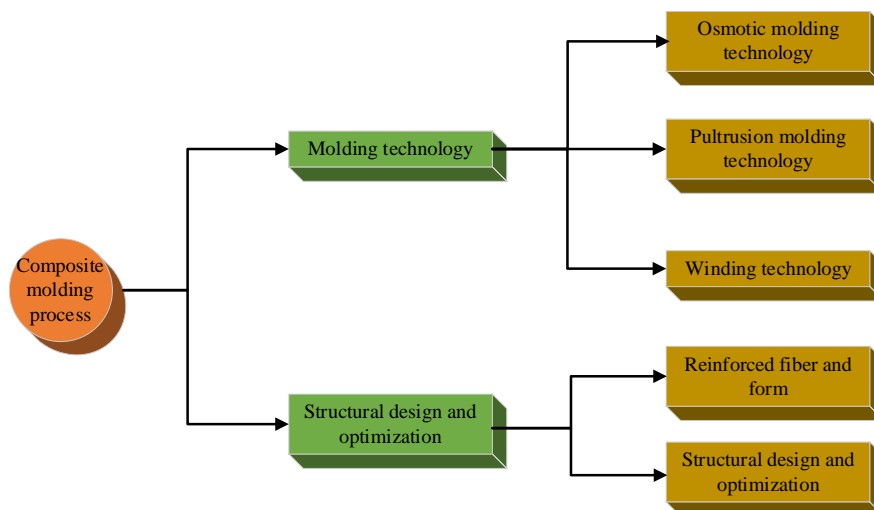 Composite
molding
process
Molding technology
Structural design and
optimization
Osmotic molding
technology
Pultrusion molding
technology
Winding technology
Reinforced fiber and
form
Structural design and
optimization